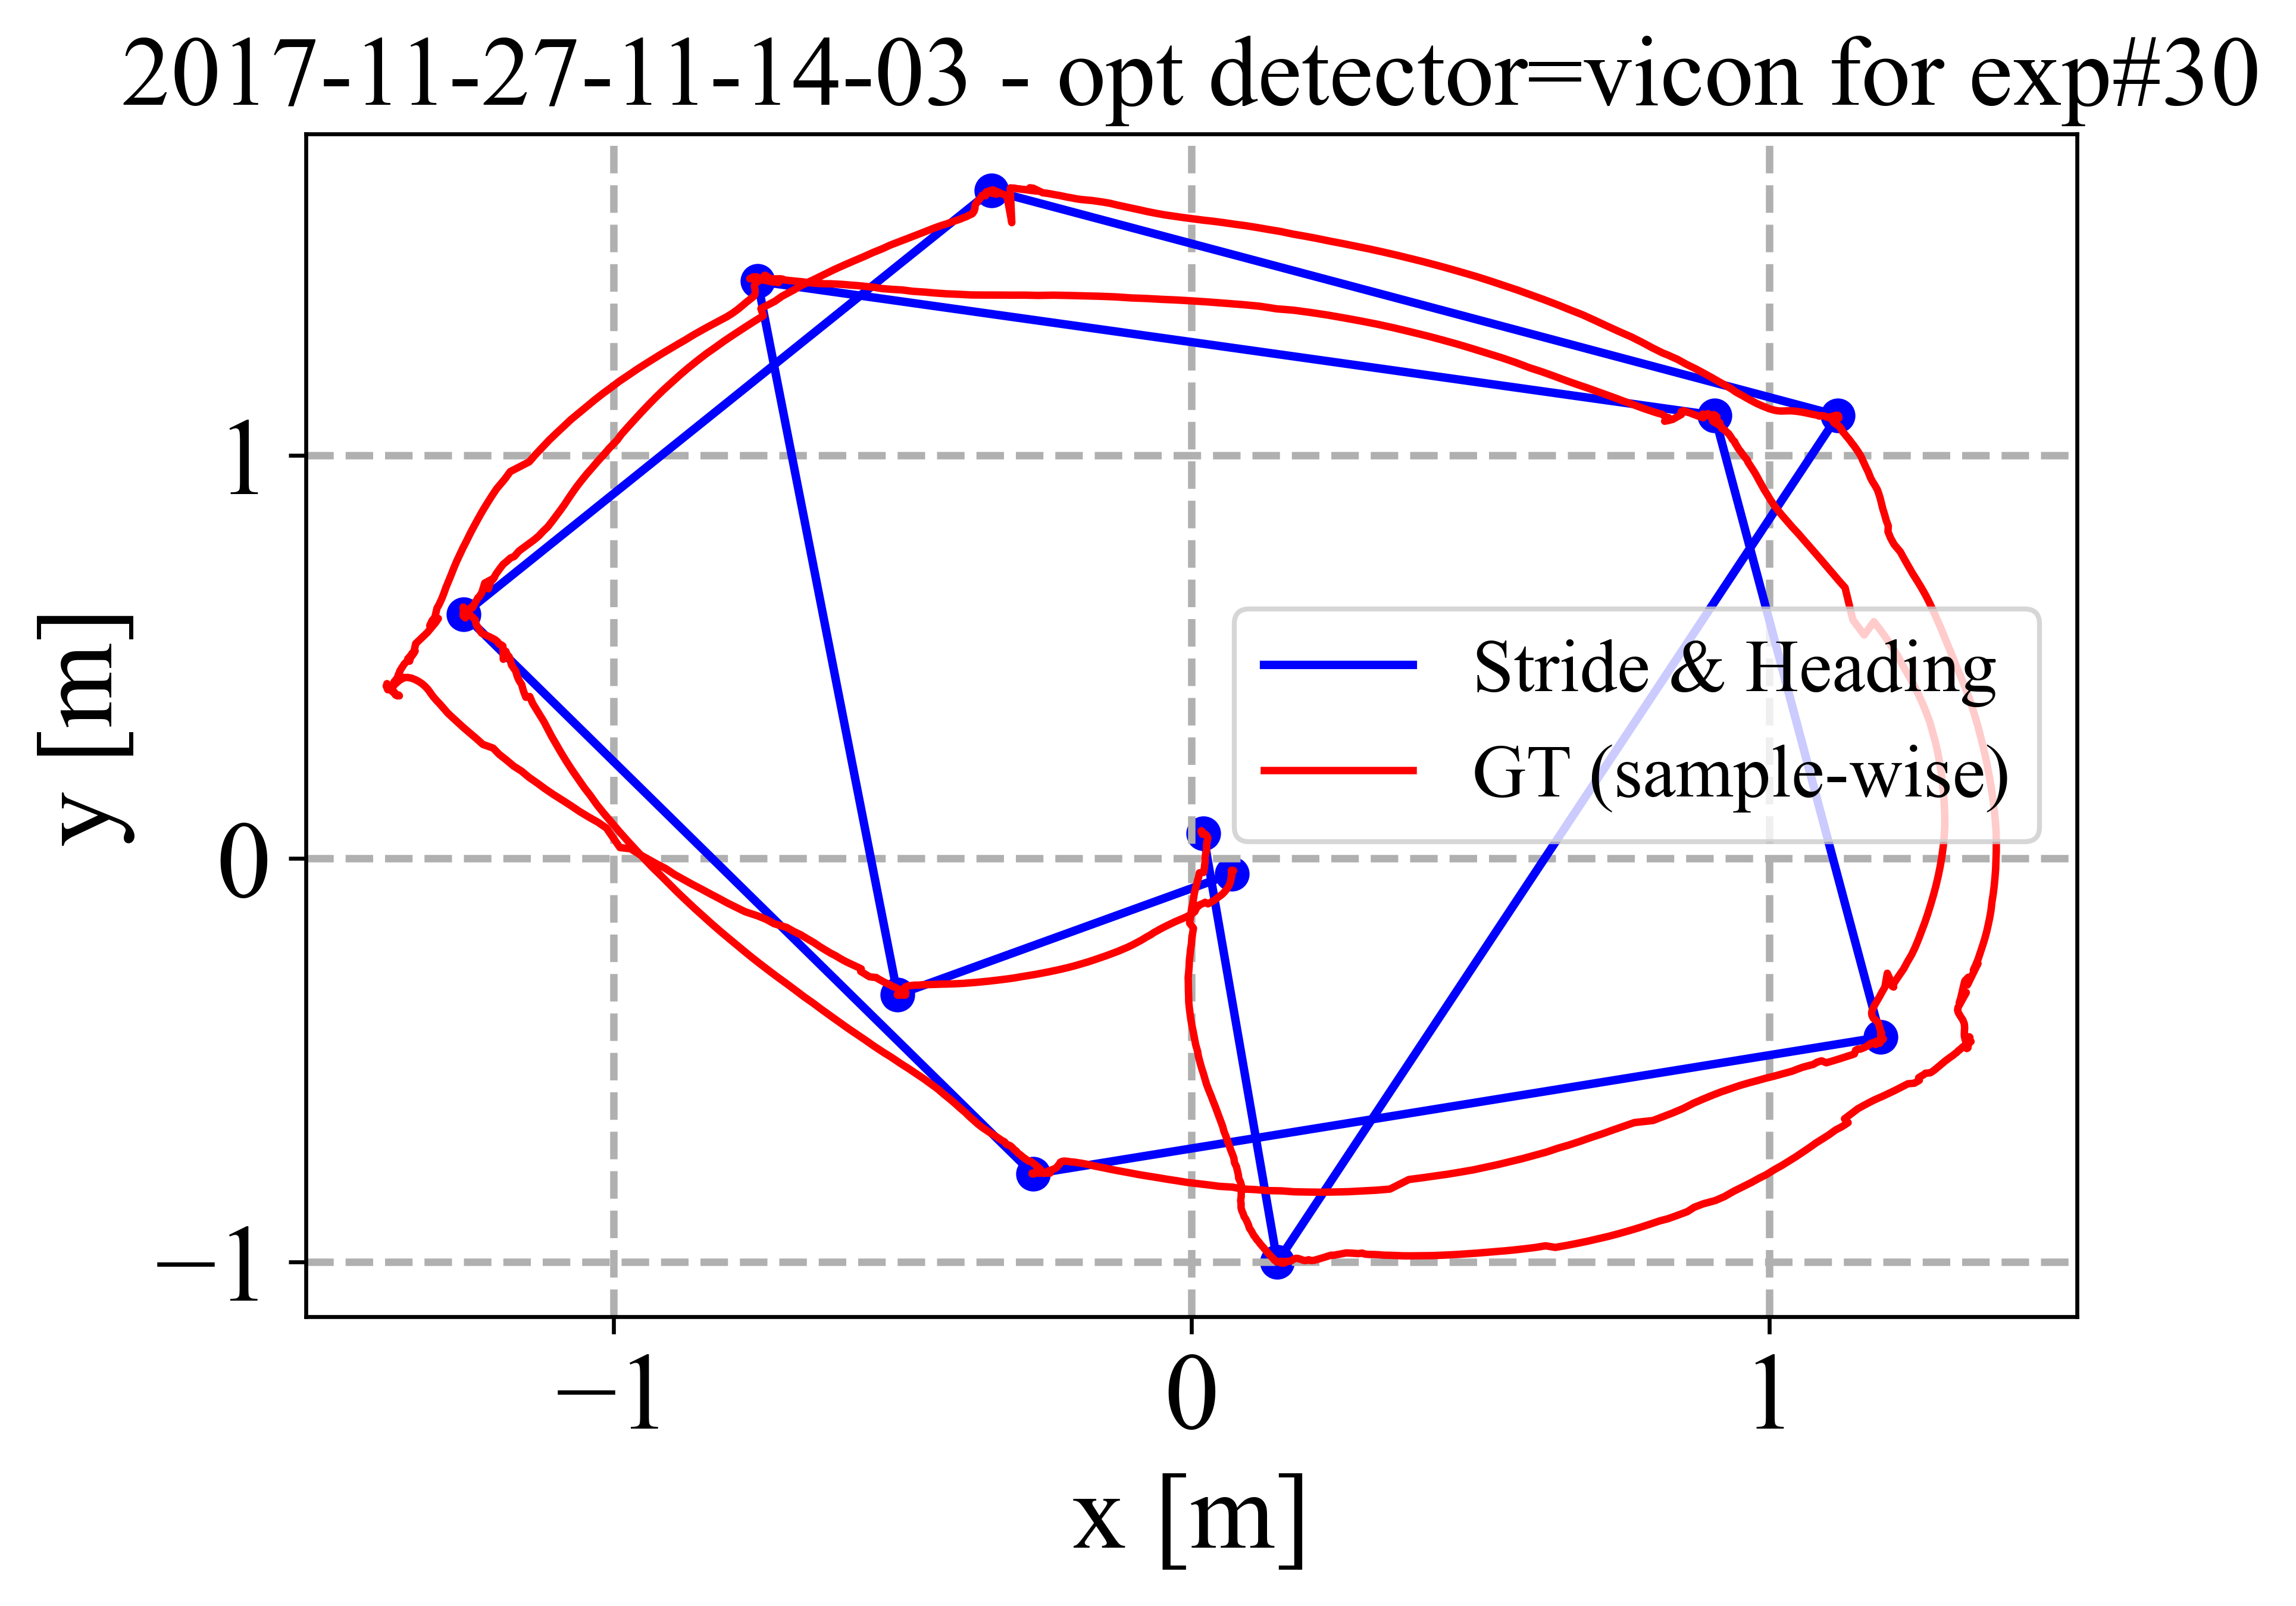 2017-11-27-11-14-03 - opt detector=vicon for exp#30
y [m]
1
0
−1
Stride & Heading
GT (sample-wise)
−1 0 1
x [m]